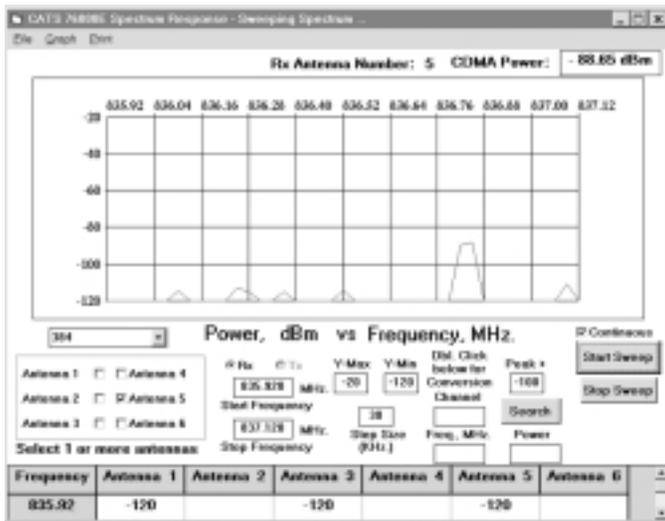 CATS 76000E Spectrum Response - Sweeping Spectrum ...
File Graph Print
Rx Antenna Number: 5 CDMA Power: -88.65 dBm
835.92 836.04 836.16 836.28 836.40 836.52 836.64 836.76 836.88 837.00 837.12
-20
-40
-60
-80
-100
-120
384
Power, dBm vs Frequency, MHz.
Continuous
Start Sweep
Stop Sweep
Antenna 1 Antenna 4
Antenna 2 Antenna 5
Antenna 3 Antenna 6
Select 1 or more antennas
Rx Tx
835.920 MHz.
Start Frequency
837.120 MHz.
Stop Frequency
Y-Max Y-Min
-20 -120
30
Step Size
(KHz.)
Dbl. Click
below for
Conversion
Channel
Freq., MHz.
Peak +
-100
Search
Power
Frequency Antenna 1 Antenna 2 Antenna 3 Antenna 4 Antenna 5 Antenna 6
835.92 -120 -120 -120